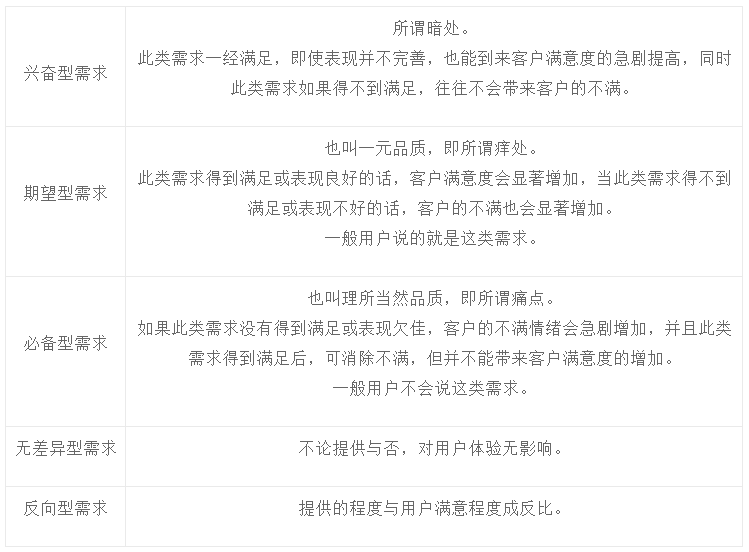 兴奋型需求
所谓暗处。
此类需求一经满足，即使表现并不完善，也能到来客户满意度的急剧提高，同时
此类需求如果得不到满足，往往不会带来客户的不满。
期望型需求
也叫一元品质，即所谓痒处。
此类需求得到满足或表现良好的话，客户满意度会显著增加，当此类需求得不到
满足或表现不好的话，客户的不满也会显著增加。
一般用户说的就是这类需求。
必备型需求
也叫理所当然品质，即所谓痛点。
如果此类需求没有得到满足或表现欠佳，客户的不满情绪会急剧增加，并且此类
需求得到满足后，可消除不满，但并不能带来客户满意度的增加。
一般用户不会说这类需求。
无差异型需求
不论提供与否，对用户体验无影响。
反向型需求
提供的程度与用户满意程度成反比。